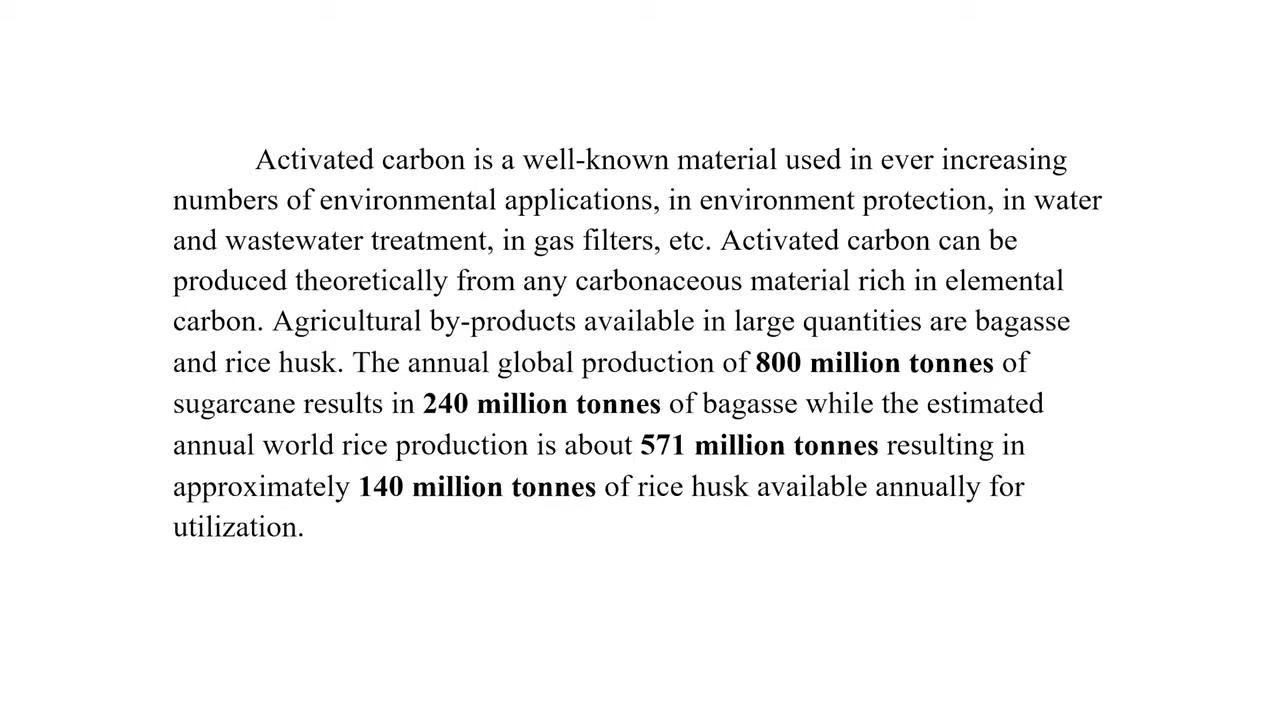 Activated carbon is a well-known material used in ever increasing
numbers of environmental applications, in environment protection, in water
and wastewater treatment, in gas filters, etc. Activated carbon can be
produced theoretically from any carbonaceous material rich in elemental
carbon. Agricultural by-products available in large quantities are bagasse
and rice husk. The annual global production of 800 million tonnes of
sugarcane results in 240 million tonnes of bagasse while the estimated
annual world rice production is about 571 million tonnes resulting in
approximately 140 million tonnes of rice husk available annually for
utilization.